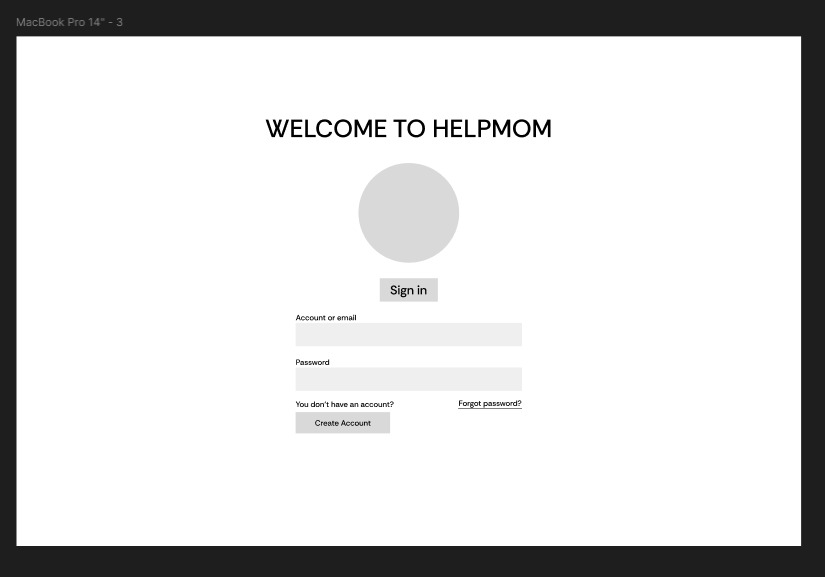 MacBook Pro 14" - 3
WELCOME TO HELPMOM
Sign in
Account or email
Password
You don't have an account?
Forgot password?
Create Account